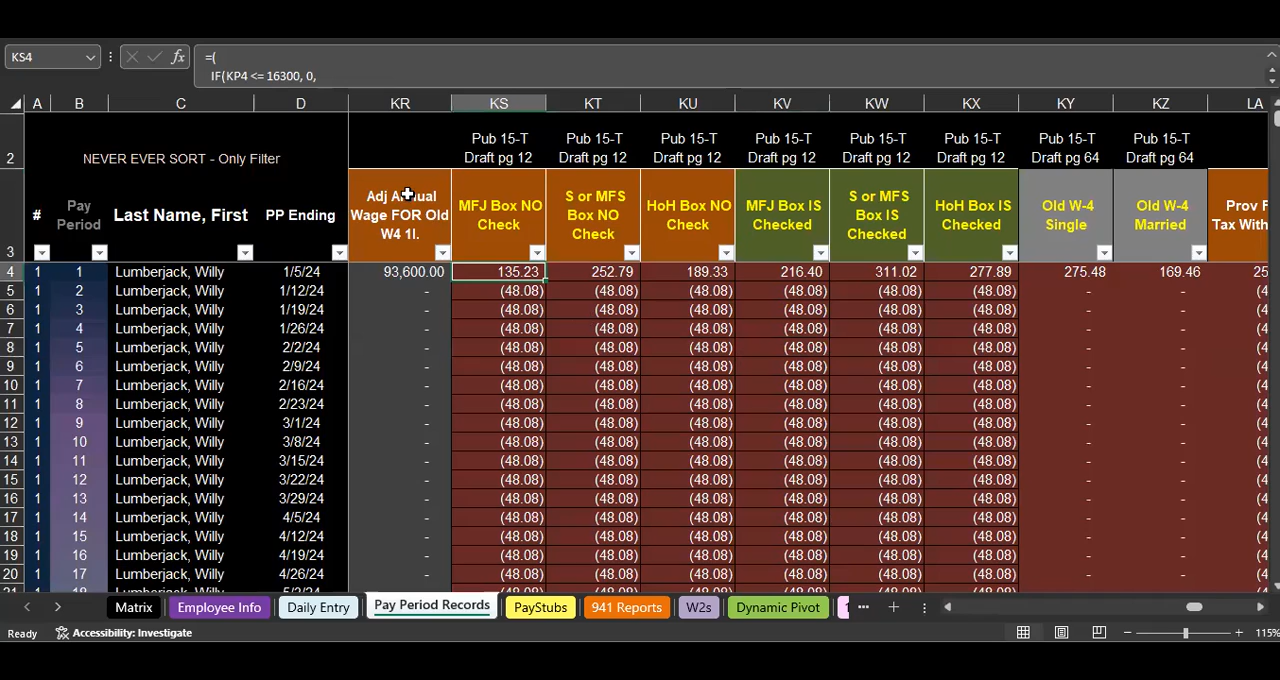 KS4
fx
=(
IF(KP4 <= 16300, 0,
A B C D KR KS KT KU KV KW KX KY KZ LA
2 NEVER EVER SORT - Only Filter Pub 15-T Draft pg 12 Pub 15-T Draft pg 12 Pub 15-T Draft pg 12 Pub 15-T Draft pg 12 Pub 15-T Draft pg 12 Pub 15-T Draft pg 12 Pub 15-T Draft pg 64 Pub 15-T Draft pg 64
3 # Pay Period Last Name, First PP Ending Adj Annual Wage FOR Old W4 1I. MFJ Box NO Check S or MFS Box NO Check HoH Box NO Check MFJ Box IS Checked S or MFS Box IS Checked HoH Box IS Checked Old W-4 Single Old W-4 Married Prov F Tax With
4 1 1 Lumberjack, Willy 1/5/24 93,600.00 135.23 252.79 189.33 216.40 311.02 277.89 275.48 169.46 25
5 1 2 Lumberjack, Willy 1/12/24 - (48.08) (48.08) (48.08) (48.08) (48.08) (48.08) - - (4
6 1 3 Lumberjack, Willy 1/19/24 - (48.08) (48.08) (48.08) (48.08) (48.08) (48.08) - - (4
7 1 4 Lumberjack, Willy 1/26/24 - (48.08) (48.08) (48.08) (48.08) (48.08) (48.08) - - (4
8 1 5 Lumberjack, Willy 2/2/24 - (48.08) (48.08) (48.08) (48.08) (48.08) (48.08) - - (4
9 1 6 Lumberjack, Willy 2/9/24 - (48.08) (48.08) (48.08) (48.08) (48.08) (48.08) - - (4
10 1 7 Lumberjack, Willy 2/16/24 - (48.08) (48.08) (48.08) (48.08) (48.08) (48.08) - - (4
11 1 8 Lumberjack, Willy 2/23/24 - (48.08) (48.08) (48.08) (48.08) (48.08) (48.08) - - (4
12 1 9 Lumberjack, Willy 3/1/24 - (48.08) (48.08) (48.08) (48.08) (48.08) (48.08) - - (4
13 1 10 Lumberjack, Willy 3/8/24 - (48.08) (48.08) (48.08) (48.08) (48.08) (48.08) - - (4
14 1 11 Lumberjack, Willy 3/15/24 - (48.08) (48.08) (48.08) (48.08) (48.08) (48.08) - - (4
15 1 12 Lumberjack, Willy 3/22/24 - (48.08) (48.08) (48.08) (48.08) (48.08) (48.08) - - (4
16 1 13 Lumberjack, Willy 3/29/24 - (48.08) (48.08) (48.08) (48.08) (48.08) (48.08) - - (4
17 1 14 Lumberjack, Willy 4/5/24 - (48.08) (48.08) (48.08) (48.08) (48.08) (48.08) - - (4
18 1 15 Lumberjack, Willy 4/12/24 - (48.08) (48.08) (48.08) (48.08) (48.08) (48.08) - - (4
19 1 16 Lumberjack, Willy 4/19/24 - (48.08) (48.08) (48.08) (48.08) (48.08) (48.08) - - (4
20 1 17 Lumberjack, Willy 4/26/24 - (48.08) (48.08) (48.08) (48.08) (48.08) (48.08) - - (4
Matrix Employee Info Daily Entry Pay Period Records PayStubs 941 Reports W2s Dynamic Pivot
Ready Accessibility: Investigate 115%